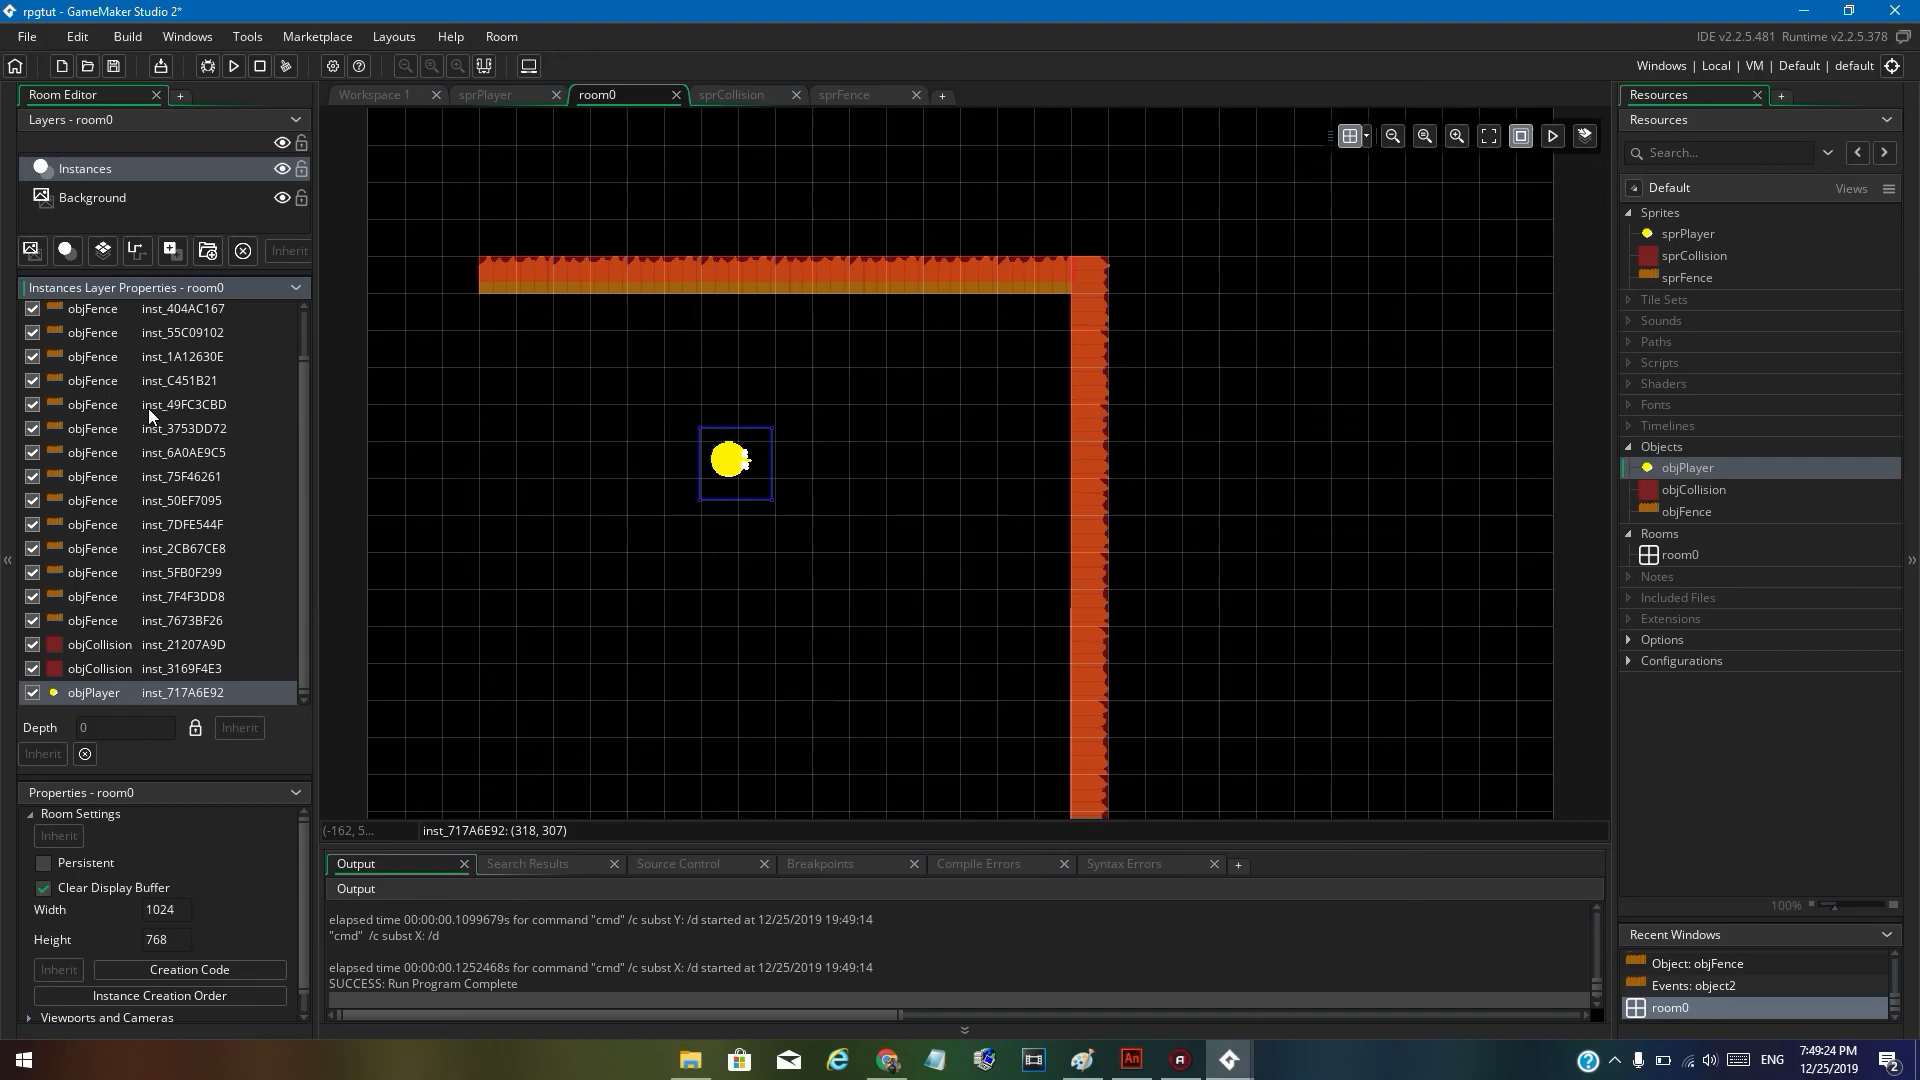 rpgtut - GameMaker Studio 2*
File Edit Build Windows Tools Marketplace Layouts Help Room
IDE v2.2.5.481 Runtime v2.2.5.378
Windows | Local | VM | Default | default
Room Editor
Workspace 1 sprPlayer room0 sprCollision sprFence
Resources
Layers - room0
Resources
Search...
Instances
Background
Default Views
Inherit
Instances Layer Properties - room0
objFence inst_404AC167
objFence inst_55C09102
objFence inst_1A12630E
objFence inst_C451B21
objFence inst_49FC3CBD
objFence inst_3753DD72
objFence inst_6A0AE9C5
objFence inst_75F46261
objFence inst_50EF7095
objFence inst_7DFE544F
objFence inst_2CB67CE8
objFence inst_5FB0F299
objFence inst_7F4F3DD8
objFence inst_7673BF26
objCollision inst_21207A9D
objCollision inst_3169F4E3
objPlayer inst_717A6E92
Depth 0 Inherit
Inherit
Properties - room0
Room Settings
Inherit
Persistent
Clear Display Buffer
Width 1024
Height 768
Inherit Creation Code
Instance Creation Order
Viewports and Cameras
(-162, 5... inst_717A6E92: (318, 307)
Output Search Results Source Control Breakpoints Compile Errors Syntax Errors
Output
elapsed time 00:00:00.1099679s for command "cmd" /c subst Y: /d started at 12/25/2019 19:49:14
"cmd"  /c subst X: /d
elapsed time 00:00:00.1252468s for command "cmd" /c subst X: /d started at 12/25/2019 19:49:14
SUCCESS: Run Program Complete
Sprites
sprPlayer
sprCollision
sprFence
Tile Sets
Sounds
Paths
Scripts
Shaders
Fonts
Timelines
Objects
objPlayer
objCollision
objFence
Rooms
room0
Notes
Included Files
Extensions
Options
Configurations
100%
Recent Windows
Object: objFence
Events: object2
room0
An
ENG
7:49:24 PM
12/25/2019
2